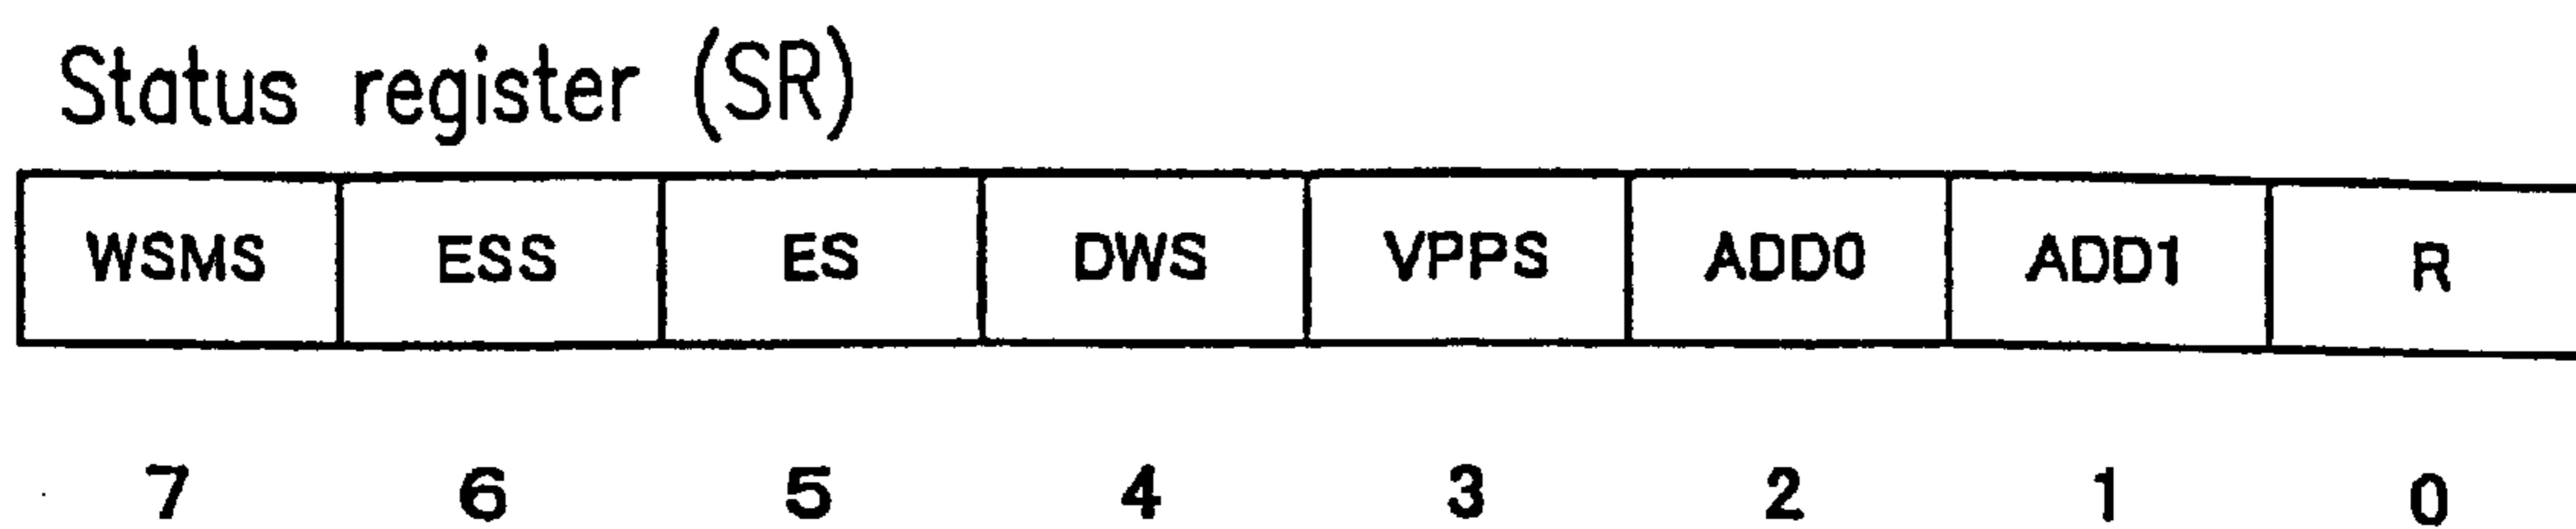 Status register (SR)
WSMS ESS ES DWS VPPS ADD0 ADD1 R
7 6 5 4 3 2 1 0